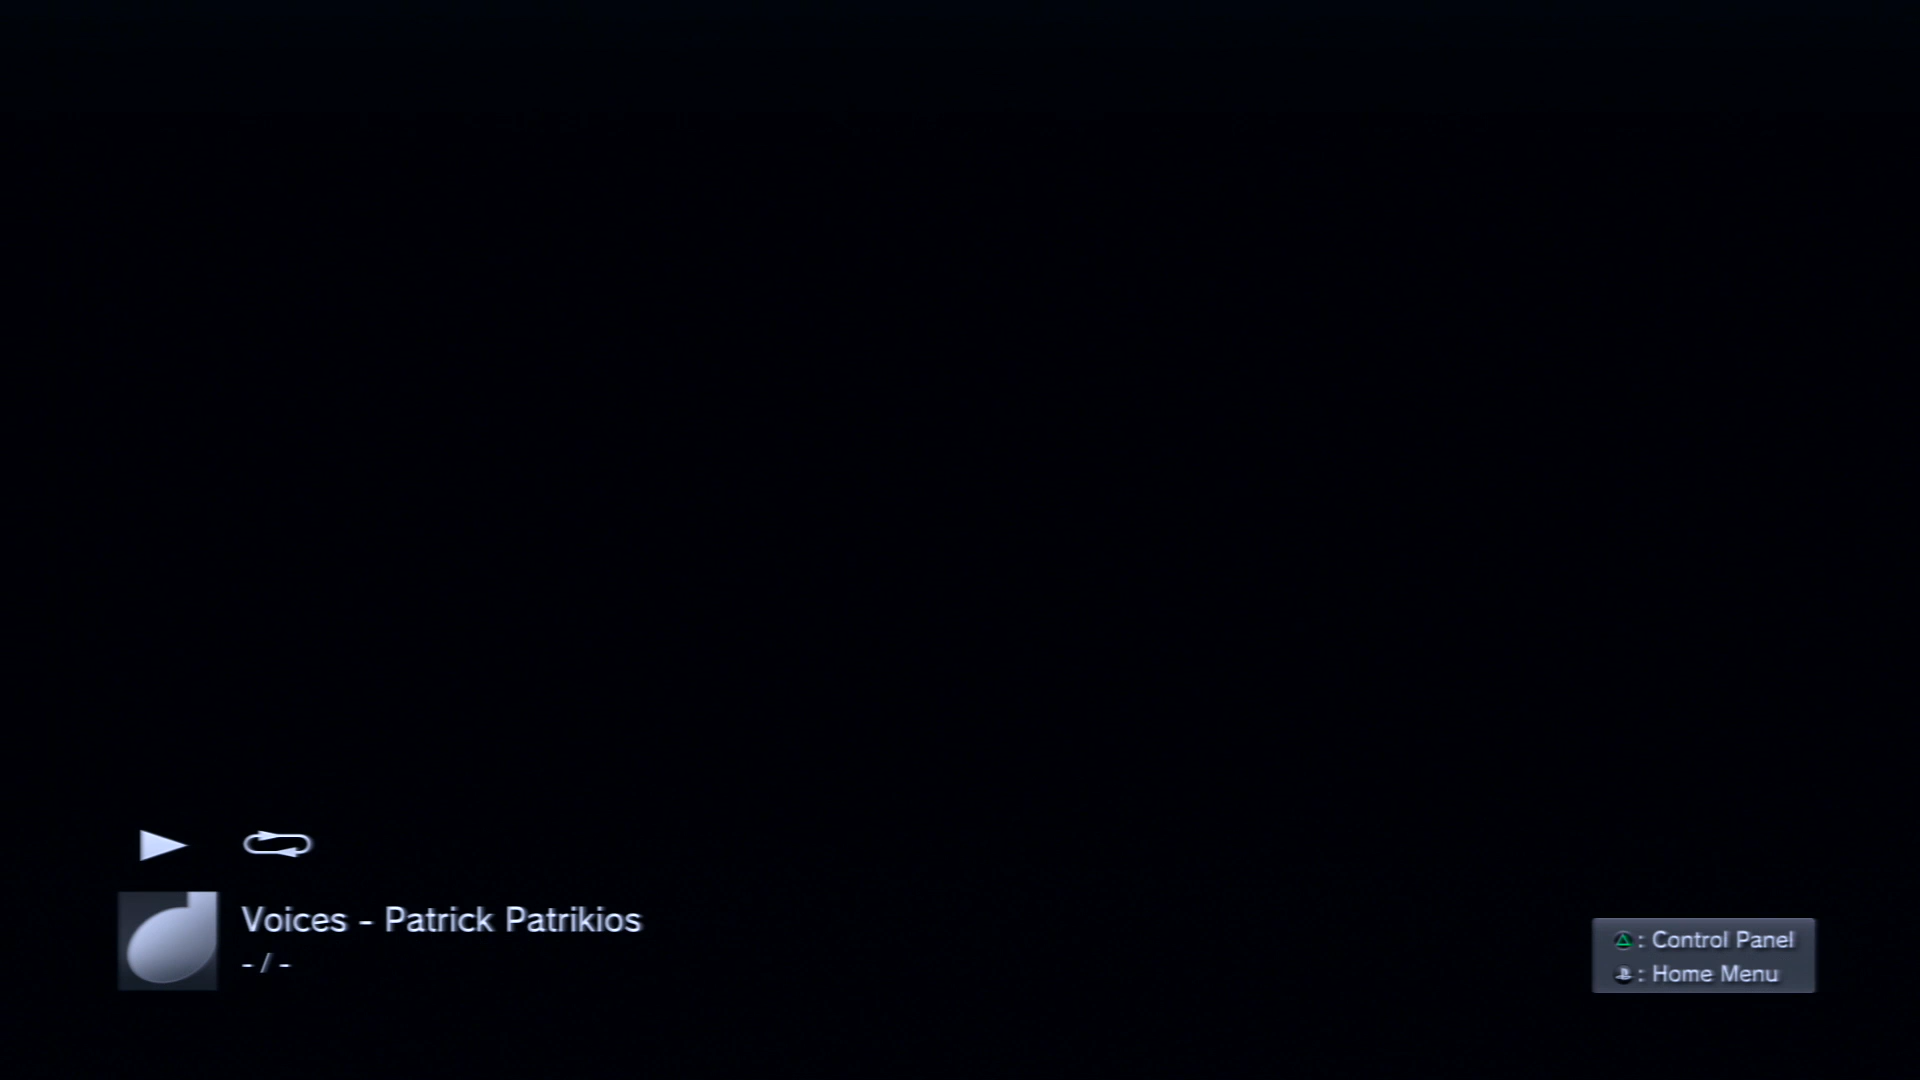 Voices - Patrick Patrikios
- / -
: Control Panel
: Home Menu